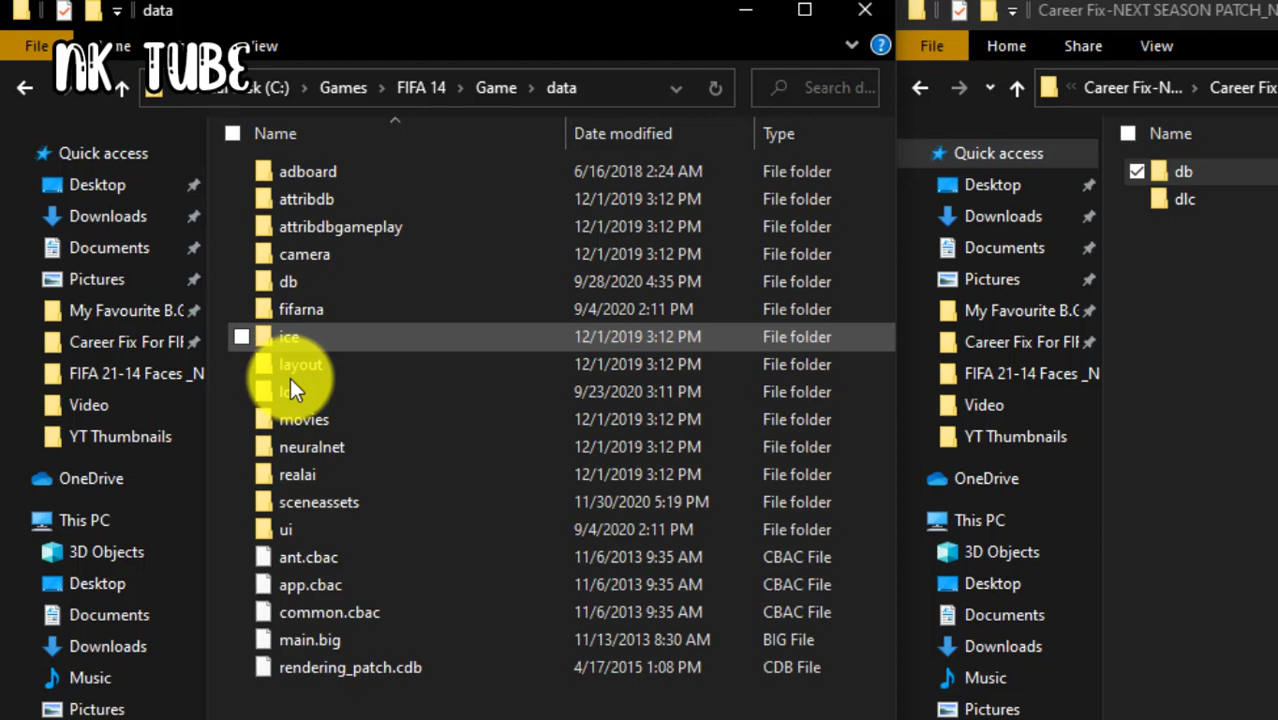 data
Career Fix-NEXT SEASON PATCH_N
File
View
NK TUBE
File
Home
Share
View
(C:)
Games
FIFA 14
Game
data
Search d...
Career Fix-N...
Career Fix
Quick access
Desktop
Downloads
Documents
Pictures
My Favourite B.G
Career Fix For FIF
FIFA 21-14 Faces _N
Video
YT Thumbnails
OneDrive
This PC
3D Objects
Desktop
Documents
Downloads
Music
Pictures
Name Date modified Type
adboard 6/16/2018 2:24 AM File folder
attribdb 12/1/2019 3:12 PM File folder
attribdbgameplay 12/1/2019 3:12 PM File folder
camera 12/1/2019 3:12 PM File folder
db 9/28/2020 4:35 PM File folder
fifarna 9/4/2020 2:11 PM File folder
ice 12/1/2019 3:12 PM File folder
layout 12/1/2019 3:12 PM File folder
9/23/2020 3:11 PM File folder
movies 12/1/2019 3:12 PM File folder
neuralnet 12/1/2019 3:12 PM File folder
realai 12/1/2019 3:12 PM File folder
sceneassets 11/30/2020 5:19 PM File folder
ui 9/4/2020 2:11 PM File folder
ant.cbac 11/6/2013 9:35 AM CBAC File
app.cbac 11/6/2013 9:35 AM CBAC File
common.cbac 11/6/2013 9:35 AM CBAC File
main.big 11/13/2013 8:30 AM BIG File
rendering_patch.cdb 4/17/2015 1:08 PM CDB File
Quick access
Desktop
Downloads
Documents
Pictures
My Favourite B.G
Career Fix For FIF
FIFA 21-14 Faces _N
Video
YT Thumbnails
OneDrive
This PC
3D Objects
Desktop
Documents
Downloads
Music
Pictures
Name
db
dlc